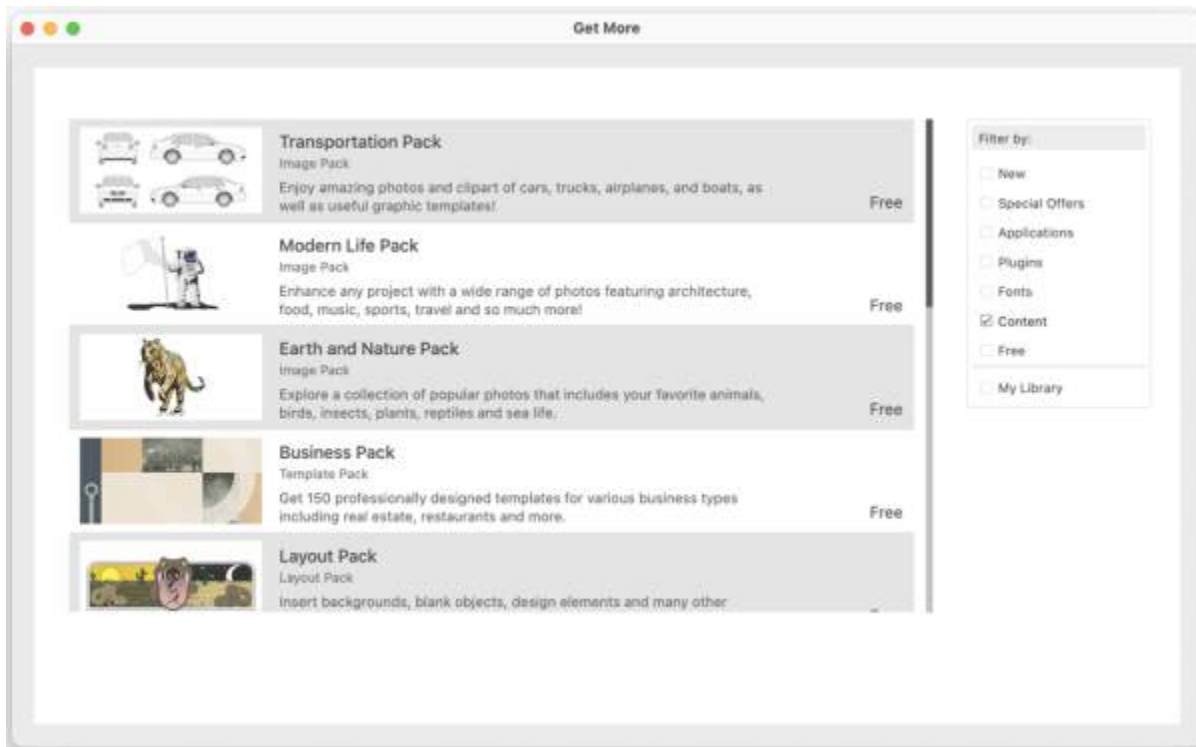 Get More
Transportation Pack
Image Pack
Enjoy amazing photos and clipart of cars, trucks, airplanes, and boats, as
well as useful graphic templates!
Free
Modern Life Pack
Image Pack
Enhance any project with a wide range of photos featuring architecture,
food, music, sports, travel and so much more!
Free
Earth and Nature Pack
Image Pack
Explore a collection of popular photos that includes your favorite animals,
birds, insects, plants, reptiles and sea life.
Free
Business Pack
Template Pack
Get 150 professionally designed templates for various business types
including real estate, restaurants and more.
Free
Layout Pack
Layout Pack
Insert backgrounds, blank objects, design elements and many other
Filter by:
New
Special Offers
Applications
Plugins
Fonts
Content
Free
My Library